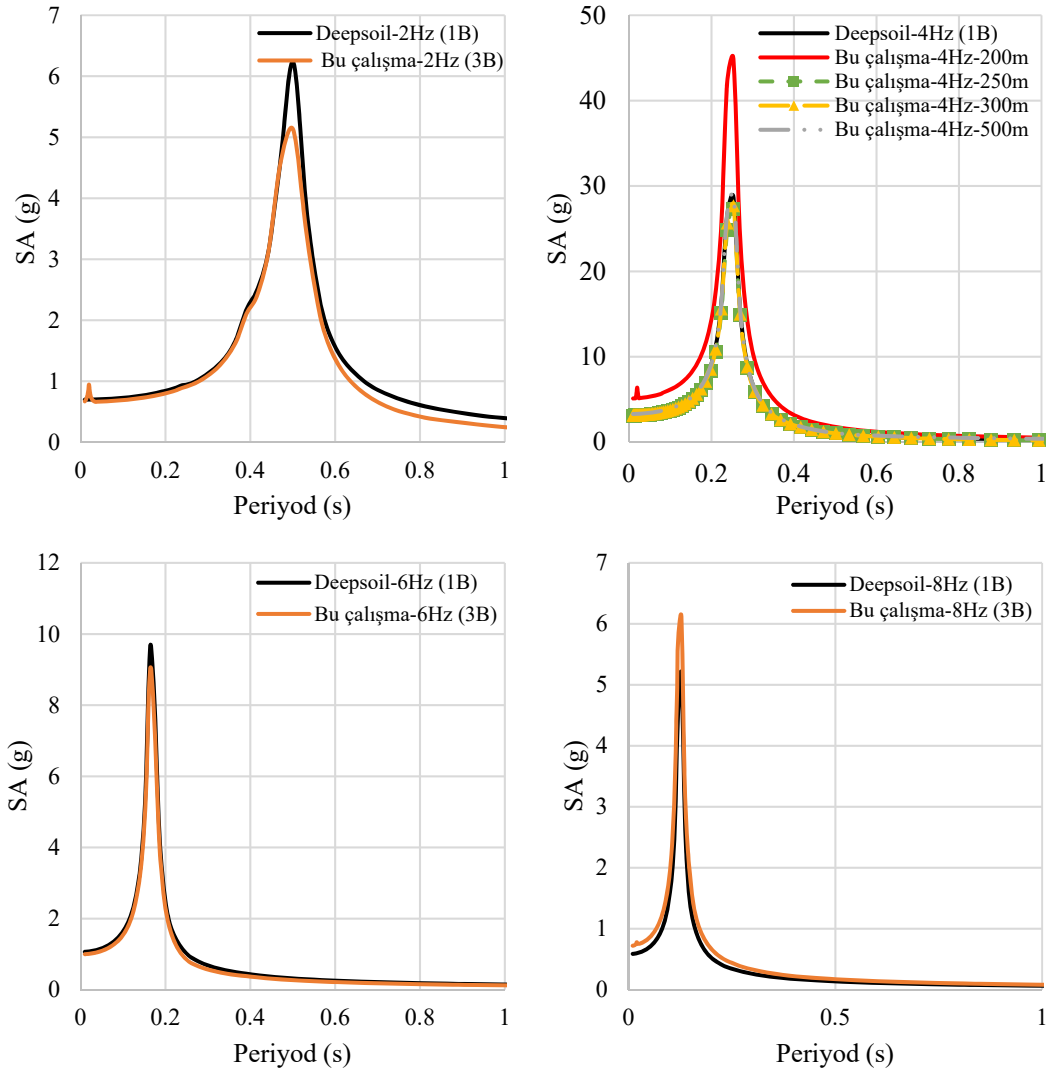 Deepsoil-2Hz (1B)
Bu çalışma-2Hz (3B)
SA (g)
7
6
5
4
3
2
1
0
0 0.2 0.4 0.6 0.8 1
Periyod (s)
Deepsoil-4Hz (1B)
Bu çalışma-4Hz-200m
Bu çalışma-4Hz-250m
Bu çalışma-4Hz-300m
Bu çalışma-4Hz-500m
SA (g)
50
40
30
20
10
0
0 0.2 0.4 0.6 0.8 1
Periyod (s)
Deepsoil-6Hz (1B)
Bu çalışma-6Hz (3B)
SA (g)
12
10
8
6
4
2
0
0 0.2 0.4 0.6 0.8 1
Periyod (s)
Deepsoil-8Hz (1B)
Bu çalışma-8Hz (3B)
SA (g)
7
6
5
4
3
2
1
0
0 0.5 1
Periyod (s)